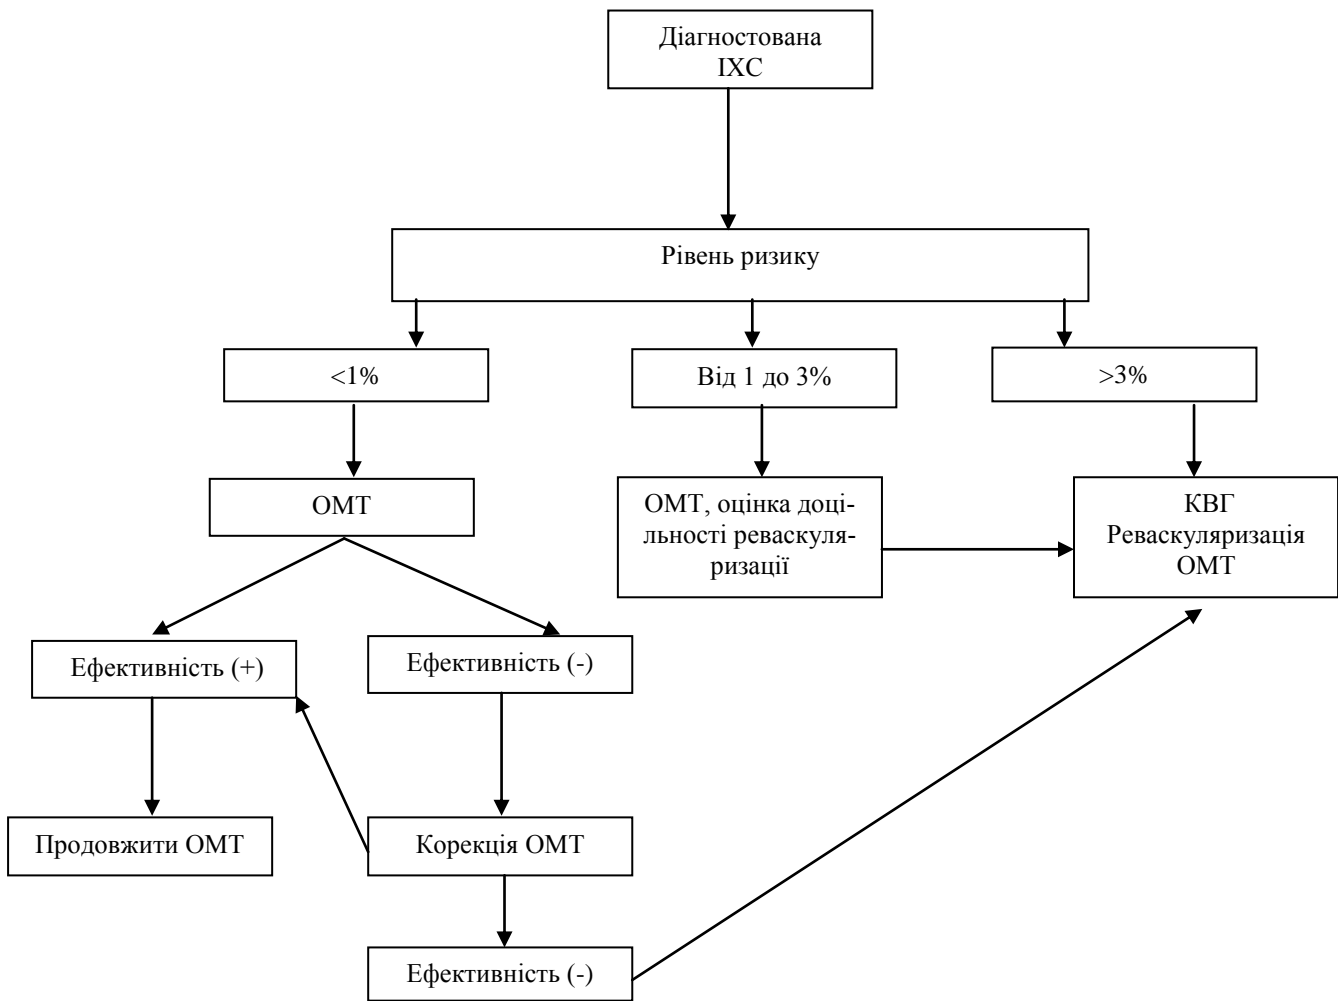 Діагностована
ІХС
Рівень ризику
<1%
Від 1 до 3%
>3%
ОМТ
ОМТ, оцінка доці-
льності реваскуля-
ризації
КВГ
Реваскуляризація
ОМТ
Ефективність (+)
Ефективність (-)
Продовжити ОМТ
Корекція ОМТ
Ефективність (-)